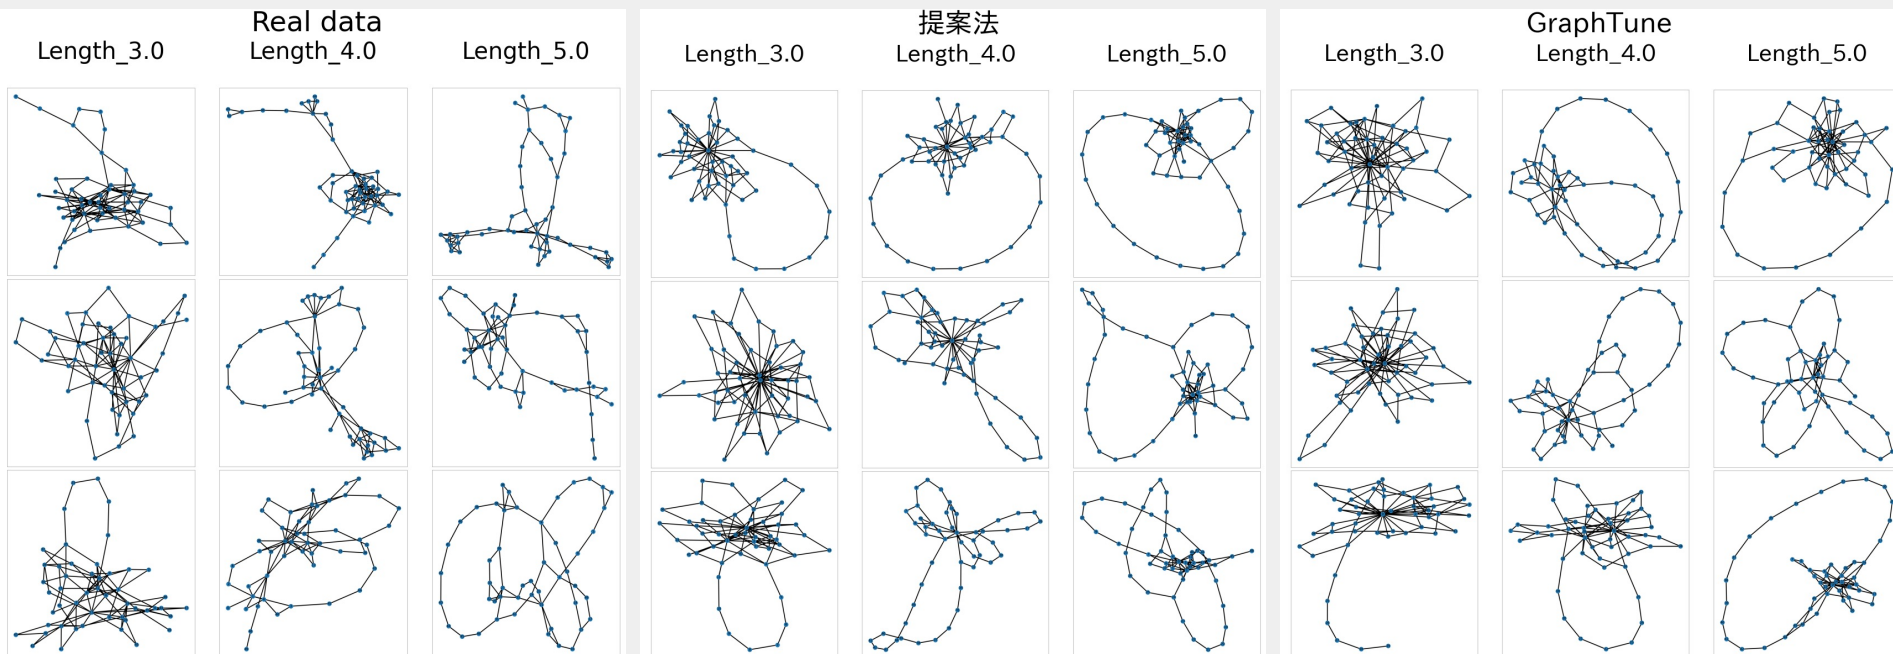 Real data
Length_3.0 Length_4.0 Length_5.0
提案法
Length_3.0 Length_4.0 Length_5.0
GraphTune
Length_3.0 Length_4.0 Length_5.0